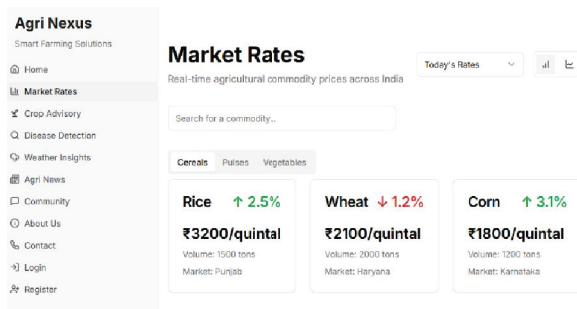 Agri Nexus
Smart Farming Solutions
Home
Market Rates
Crop Advisory
Disease Detection
Weather Insights
Agri News
Community
About Us
Contact
Login
Register
Market Rates
Real-time agricultural commodity prices across India
Today's Rates
Search for a commodity..
Cereals Pulses Vegetables
Rice ↑ 2.5%
₹3200/quintal
Volume: 1500 tons
Market: Punjab
Wheat ↓ 1.2%
₹2100/quintal
Volume: 2000 tons
Market: Haryana
Corn ↑ 3.1%
₹1800/quintal
Volume: 1200 tons
Market: Karnataka